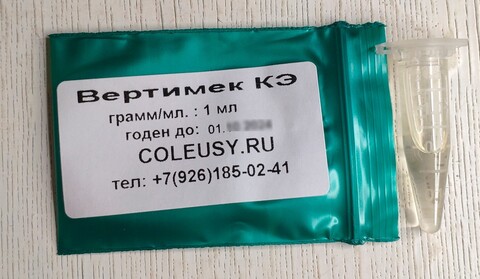 Вертимек КЭ
грамм/мл. : 1 мл
годен до: 01.
COLEUSY.RU
тел: +7(926)185-02-41